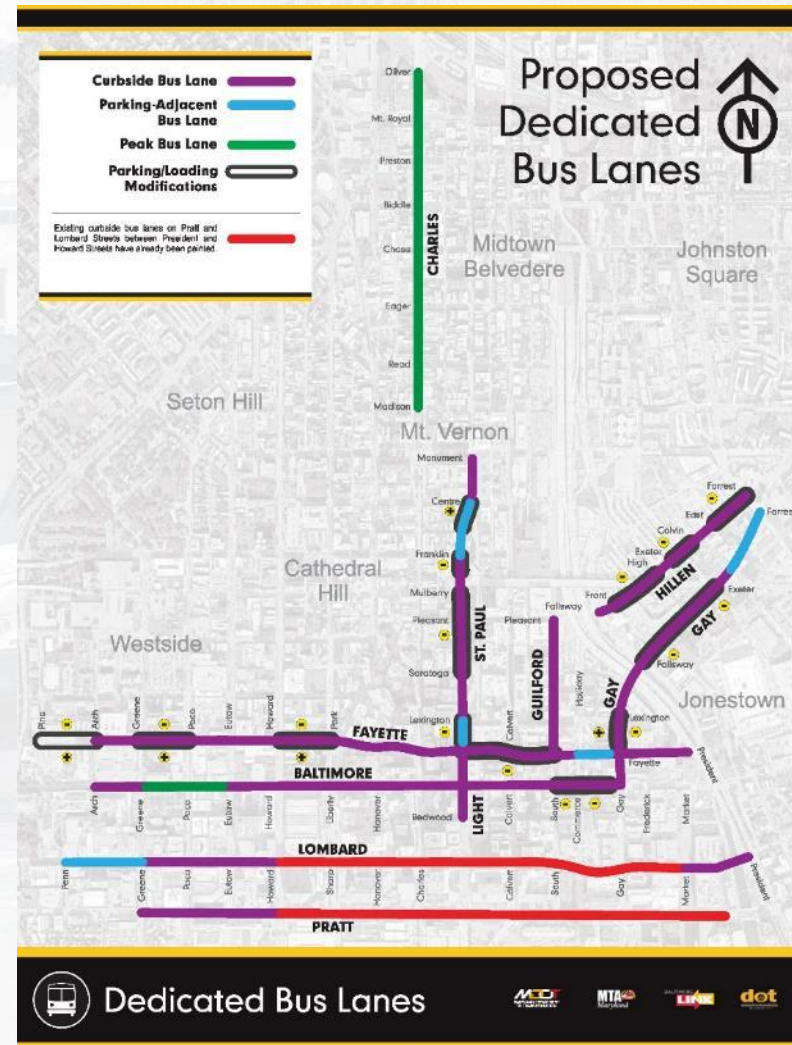 Proposed
Dedicated
Bus Lanes
N
Curbside Bus Lane
Parking-Adjacent
Bus Lane
Peak Bus Lane
Parking/Loading
Modifications
Existing curbside bus lanes on Pratt and
Lombard Streets between President and
Howard Streets have already been painted.
Oliver
Mt. Royal
Preston
Biddle
Chase
Eager
Read
Madison
CHARLES
Midtown
Belvedere
Johnston
Square
Seton Hill
Mt. Vernon
Monument
Centre
Franklin
Mulberry
Pleasant
Saratoga
Lexington
ST. PAUL
Cathedral
Hill
Westside
Forrest
East
Colvin
Exeter
High
Front
HILLEN
Forrest
Exeter
Fallsway
GAY
Fallsway
Pleasant
GUILFORD
Holliday
GAY
Lexington
Jonestown
Pine
Arch
Greene
Paca
Eutaw
Howard
Park
FAYETTE
Calvert
Fayette
President
BALTIMORE
Arch
Greene
Paca
Eutaw
Howard
Liberty
Hanover
Redwood
LIGHT
Calvert
South
Commerce
Gay
Frederick
Market
LOMBARD
Penn
Greene
Paca
Eutaw
Howard
Sharp
Hanover
Charles
Calvert
South
Gay
Market
President
PRATT
Dedicated Bus Lanes
MDOT
MTA
Maryland
LINK
dot